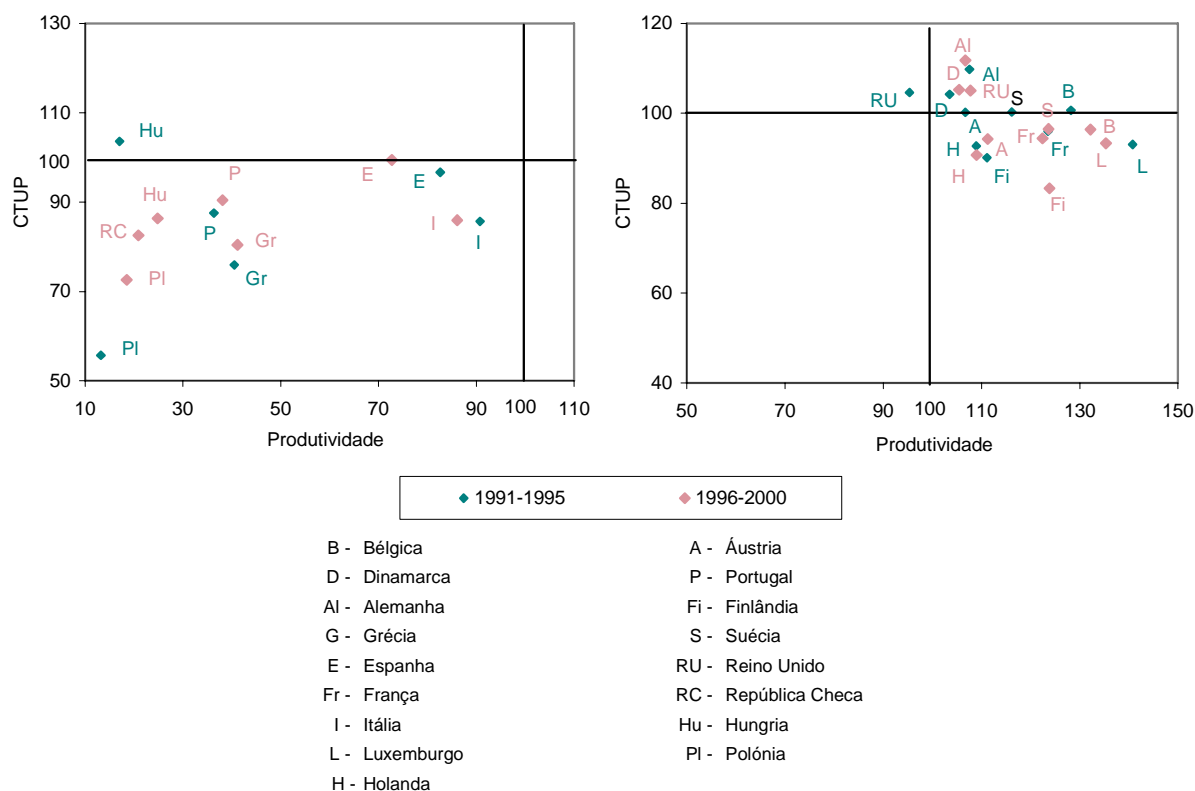 130
110
100
90
70
50
CTUP
10
30
50
70
90
100
110
Produtividade
Hu
P
Hu
RC
P
Gr
Gr
Pl
Pl
E
E
I
I
120
100
80
60
40
CTUP
50
70
90
100
110
130
150
Produtividade
Al
Al
D
RU
RU
D
S
B
A
S
B
H
A
Fr
Fr
L
L
H
Fi
Fi
1991-1995
1996-2000
B - Bélgica
D - Dinamarca
Al - Alemanha
G - Grécia
E - Espanha
Fr - França
I - Itália
L - Luxemburgo
H - Holanda
A - Áustria
P - Portugal
Fi - Finlândia
S - Suécia
RU - Reino Unido
RC - República Checa
Hu - Hungria
Pl - Polónia